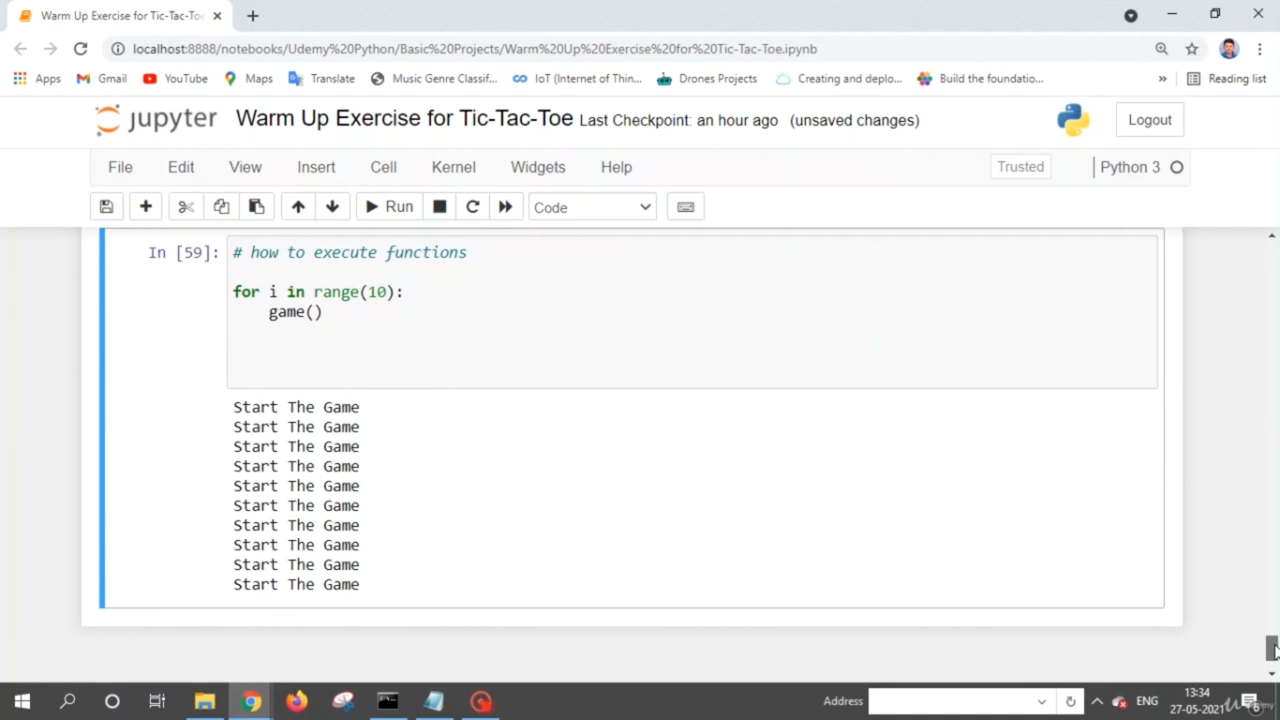 Warm Up Exercise for Tic-Tac-To
localhost:8888/notebooks/Udemy%20Python/Basic%20Projects/Warm%20Up%20Exercise%20for%20Tic-Tac-Toe.ipynb
Apps Gmail YouTube Maps Translate Music Genre Classif... IoT (Internet of Thin... Drones Projects Creating and deplo... Build the foundatio... » Reading list
jupyter Warm Up Exercise for Tic-Tac-Toe Last Checkpoint: an hour ago (unsaved changes) Logout
File Edit View Insert Cell Kernel Widgets Help Trusted Python 3
Run Code
In [59]: # how to execute functions
for i in range(10):
game()
Start The Game
Start The Game
Start The Game
Start The Game
Start The Game
Start The Game
Start The Game
Start The Game
Start The Game
Start The Game
Address ENG 13:34
27-05-2021